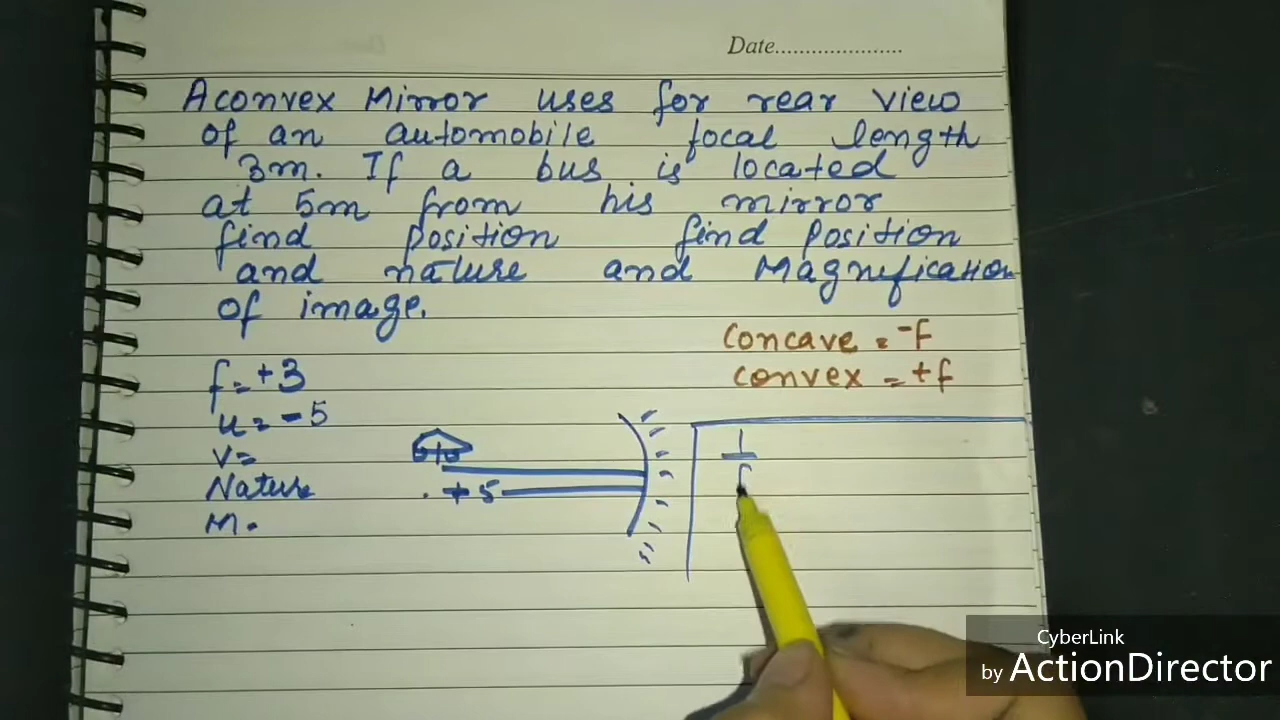 Date.....................
A convex Mirror uses for rear view
of an automobile focal length
3m. If a bus is located
at 5m from his mirror
find position find position
and nature and Magnification
of image.
concave = -f
convex = +f
f = +3
u = -5
v =
Nature
M.
+ 5
1
f
CyberLink
by ActionDirector